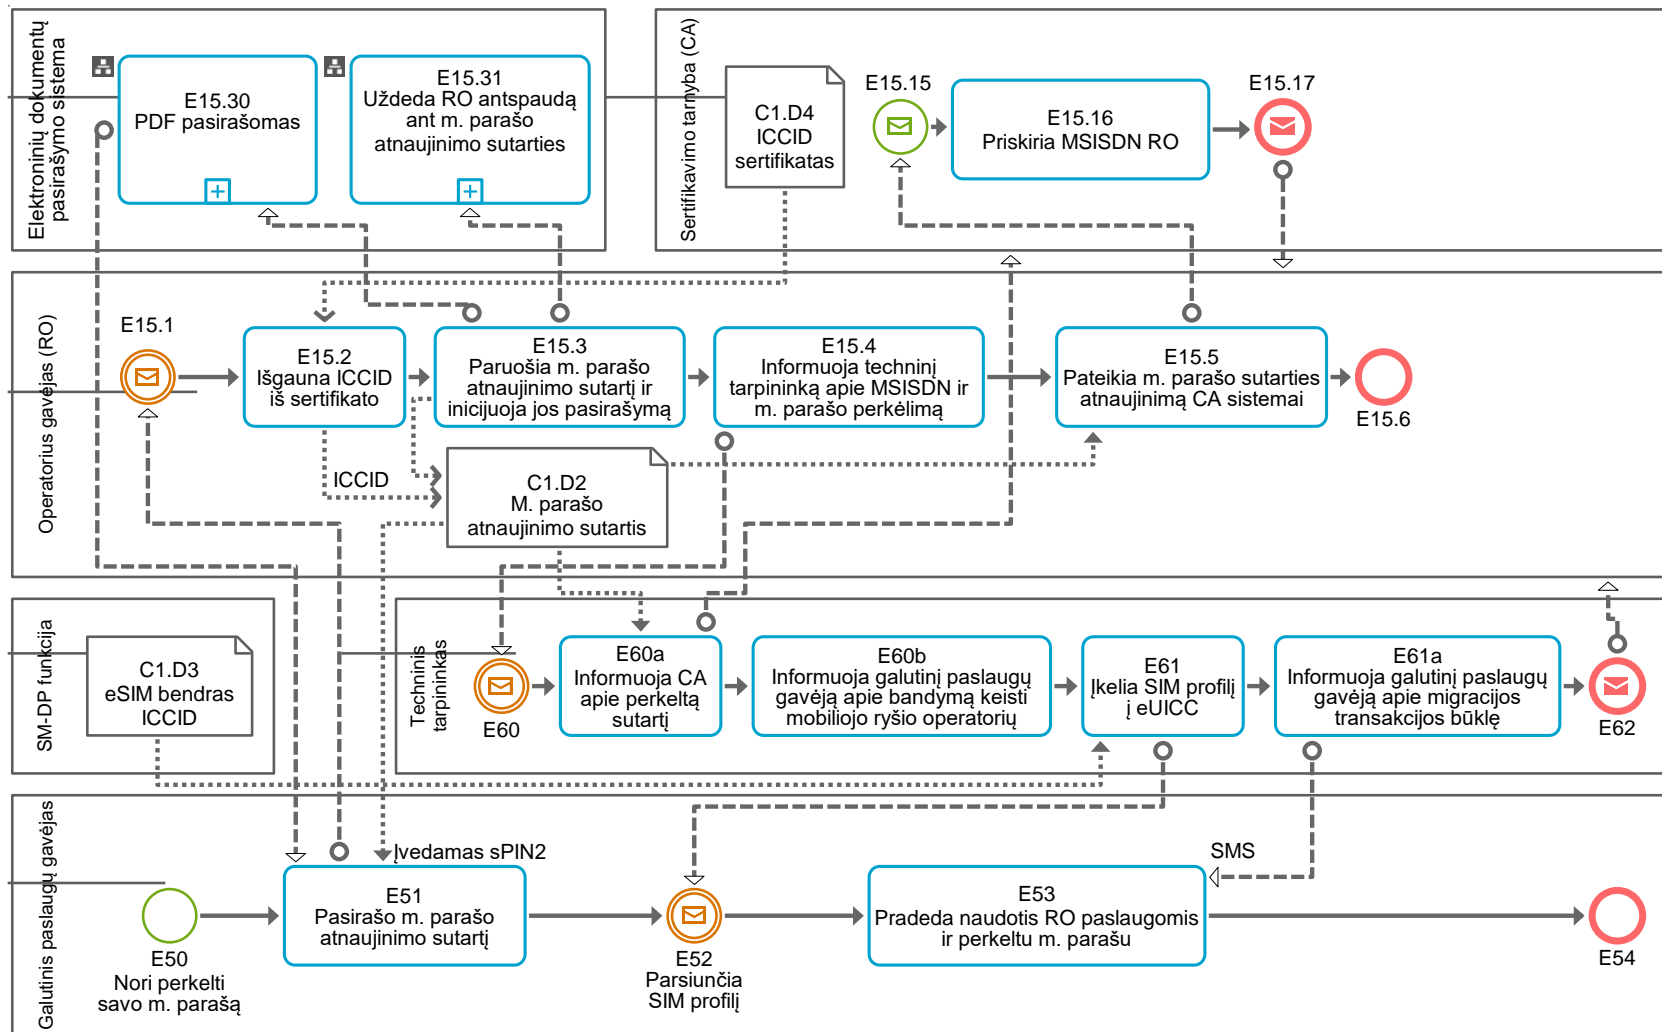 Elektroninių dokumentų
pasirašymo sistema
E15.30
PDF pasirašomas
E15.31
Uždeda RO antspaudą
ant m. parašo
atnaujinimo sutarties
Sertifikavimo tarnyba (CA)
C1.D4
ICCID
sertifikatas
E15.15
E15.16
Priskiria MSISDN RO
E15.17
Operatorius gavėjas (RO)
E15.1
E15.2
Išgauna ICCID
iš sertifikato
E15.3
Paruošia m. parašo
atnaujinimo sutartį ir
inicijuoja jos pasirašymą
E15.4
Informuoja techninį
tarpininką apie MSISDN ir
m. parašo perkėlimą
E15.5
Pateikia m. parašo sutarties
atnaujinimą CA sistemai
E15.6
ICCID
C1.D2
M. parašo
atnaujinimo sutartis
SM-DP funkcija
C1.D3
eSIM bendras
ICCID
Techninis
tarpininkas
E60
E60a
Informuoja CA
apie perkeltą
sutartį
E60b
Informuoja galutinį paslaugų
gavėją apie bandymą keisti
mobiliojo ryšio operatorių
E61
Įkelia SIM profilį
į eUICC
E61a
Informuoja galutinį paslaugų
gavėją apie migracijos
transakcijos būklę
E62
Galutinis paslaugų gavėjas
E50
Nori perkelti
savo m. parašą
Įvedamas sPIN2
E51
Pasirašo m. parašo
atnaujinimo sutartį
E52
Parsiunčia
SIM profilį
SMS
E53
Pradeda naudotis RO paslaugomis
ir perkeltu m. parašu
E54